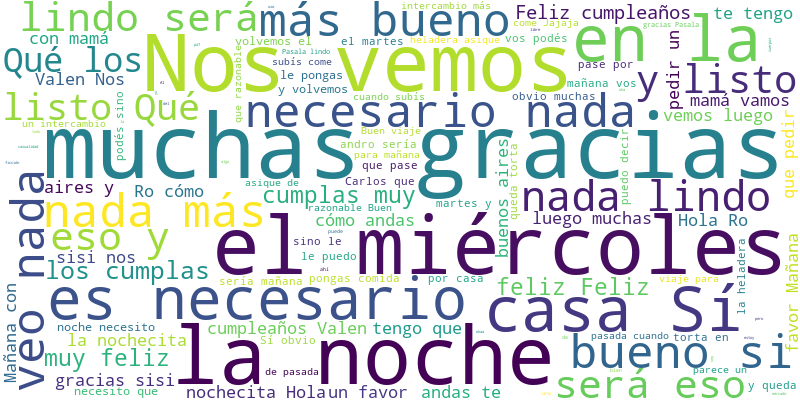 lindo será
más bueno
intercambio más
Feliz cumpleaños
te tengo
con mamá
volvemos el
el martes
heladera asique
come Jajaja
gracias Pasala
vos podés
Pasala lindo
Qué los
Nos vemos
en la
subís come
Valen Nos
que razonable
le pongas
y volvemos
cuando subís
obvio muchas
pase por
mañana vos
pedir un
y listo
listo Qué
necesario nada
mamá vamos
un intercambio
podés sino
Buen viaje
andro sería
vemos luego
muchas gracias
para mañana
que pase
puedo decir
que pedir
aires y
Ro cómo
asique de
Carlos que
queda torta
nada lindo
veo nada
nada más
cumplas muy
razonable Buen
martes y
buenos aires
luego muchas
Hola Ro
eso y
sisi nos
cómo andas
sino le
le puedo
el miércoles
los cumplas
pongas comida
por casa
la heladera
favor Mañana
sería mañana
viaje para
feliz Feliz
es necesario
casa Sí
Mañana con
noche necesito
cumpleaños Valen
tengo que
la nochecita
Sí obvio
la noche
pasada cuando
torta en
bueno si
muy feliz
gracias sisi
de pasada
será eso
parece un
necesito que
nochecita Hola
un favor
andas te
y queda